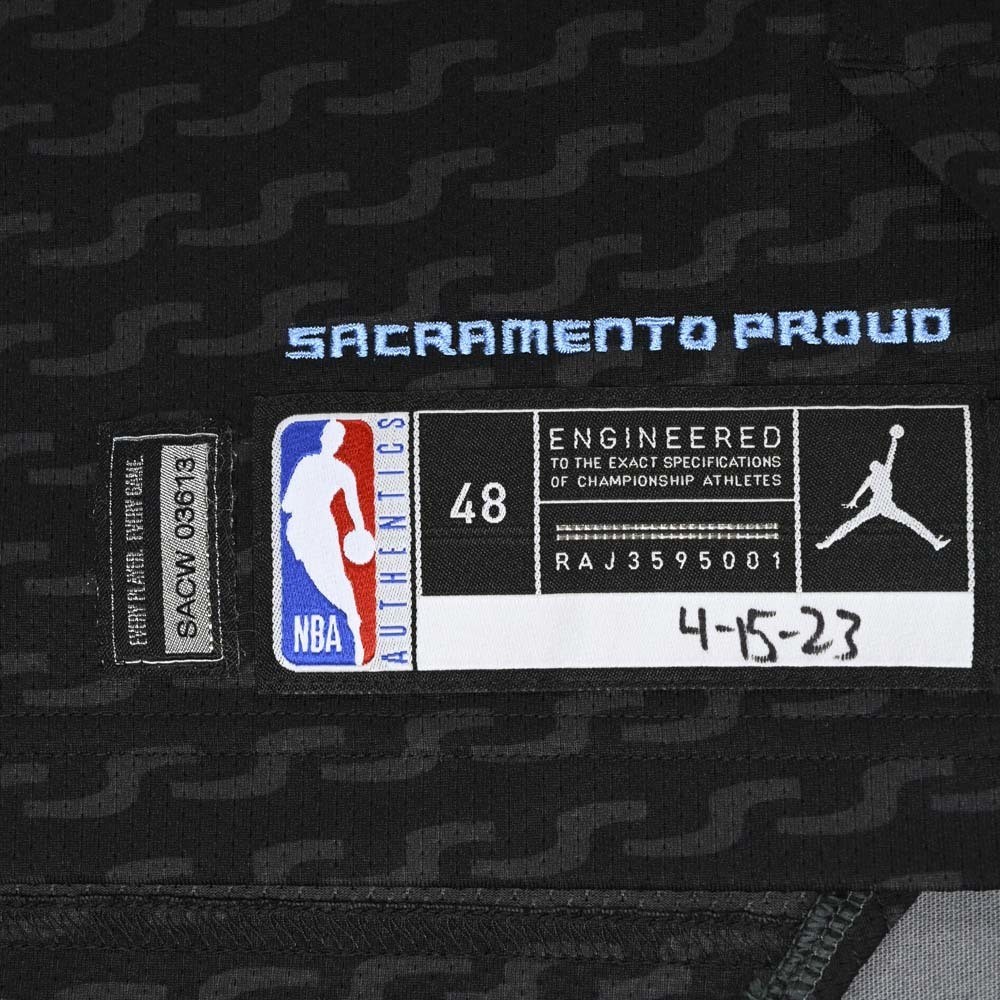 SACRAMENTO PROUD
EVERY PLAYER. EVERY GAME.
SACW 03613
NBA
AUTHENTICS
48
ENGINEERED
TO THE EXACT SPECIFICATIONS
OF CHAMPIONSHIP ATHLETES
RAJ3595001
4-15-23